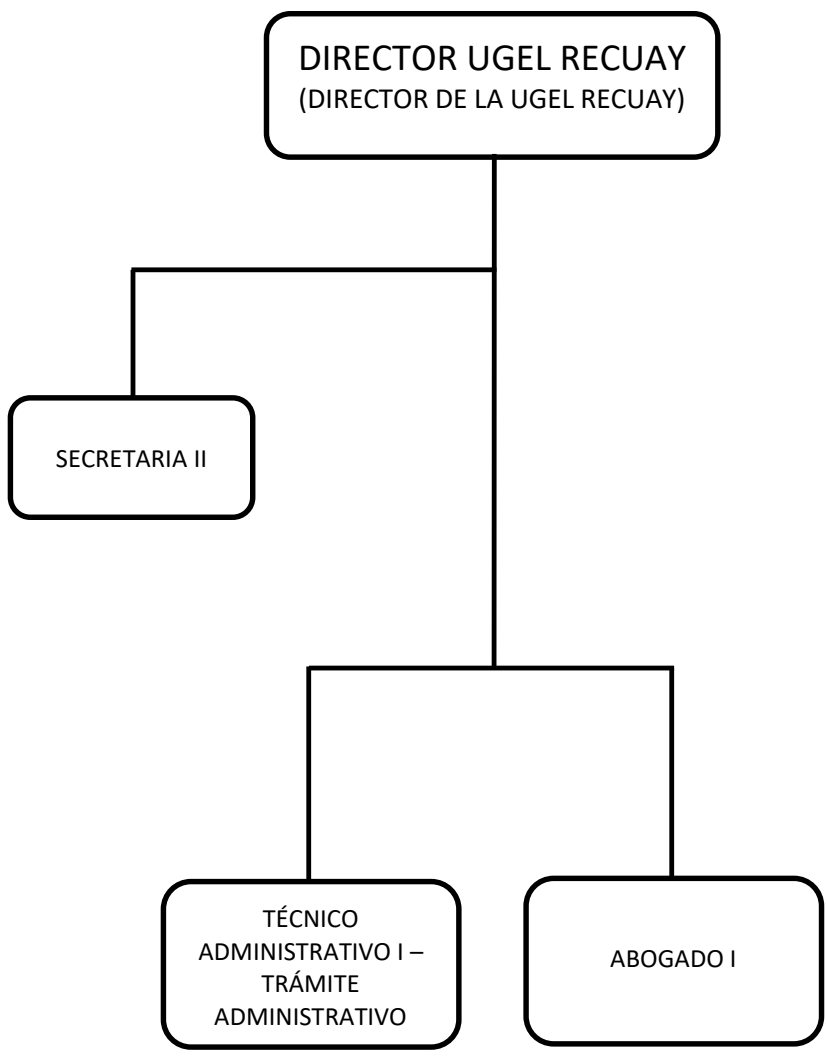 DIRECTOR UGEL RECUAY
(DIRECTOR DE LA UGEL RECUAY)
SECRETARIA II
TÉCNICO
ADMINISTRATIVO I –
TRÁMITE
ADMINISTRATIVO
ABOGADO I